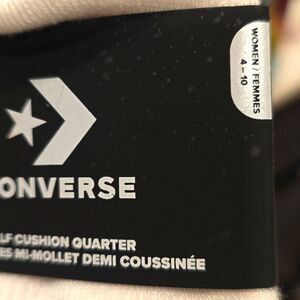 WOMEN / FEMMES
4 – 10
ONVERSE
LF CUSHION QUARTER
ES MI-MOLLET DEMI COUSSINÉE